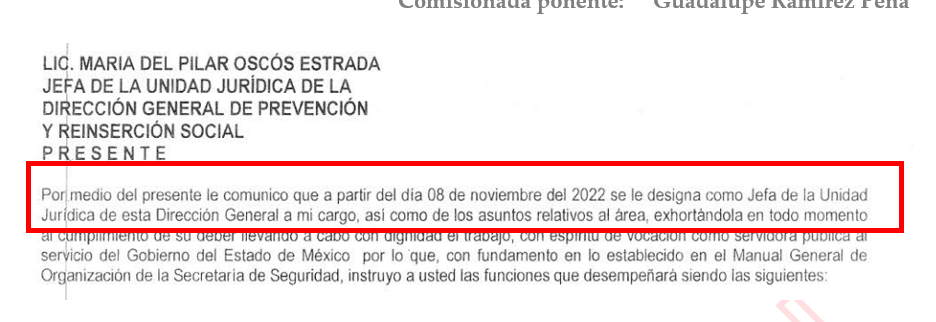 Comisionada ponente: Guadalupe Ramírez Peña
LIC. MARIA DEL PILAR OSCÓS ESTRADA
JEFA DE LA UNIDAD JURÍDICA DE LA
DIRECCIÓN GENERAL DE PREVENCIÓN
Y REINSERCIÓN SOCIAL
P R E S E N T E
Por medio del presente le comunico que a partir del día 08 de noviembre del 2022 se le designa como Jefa de la Unidad
Jurídica de esta Dirección General a mi cargo, así como de los asuntos relativos al área, exhortándola en todo momento
al cumplimiento de su deber llevando a cabo con dignidad el trabajo, con espíritu de vocación como servidora pública al
servicio del Gobierno del Estado de México por lo que, con fundamento en lo establecido en el Manual General de
Organización de la Secretaría de Seguridad, instruyo a usted las funciones que desempeñará siendo las siguientes: